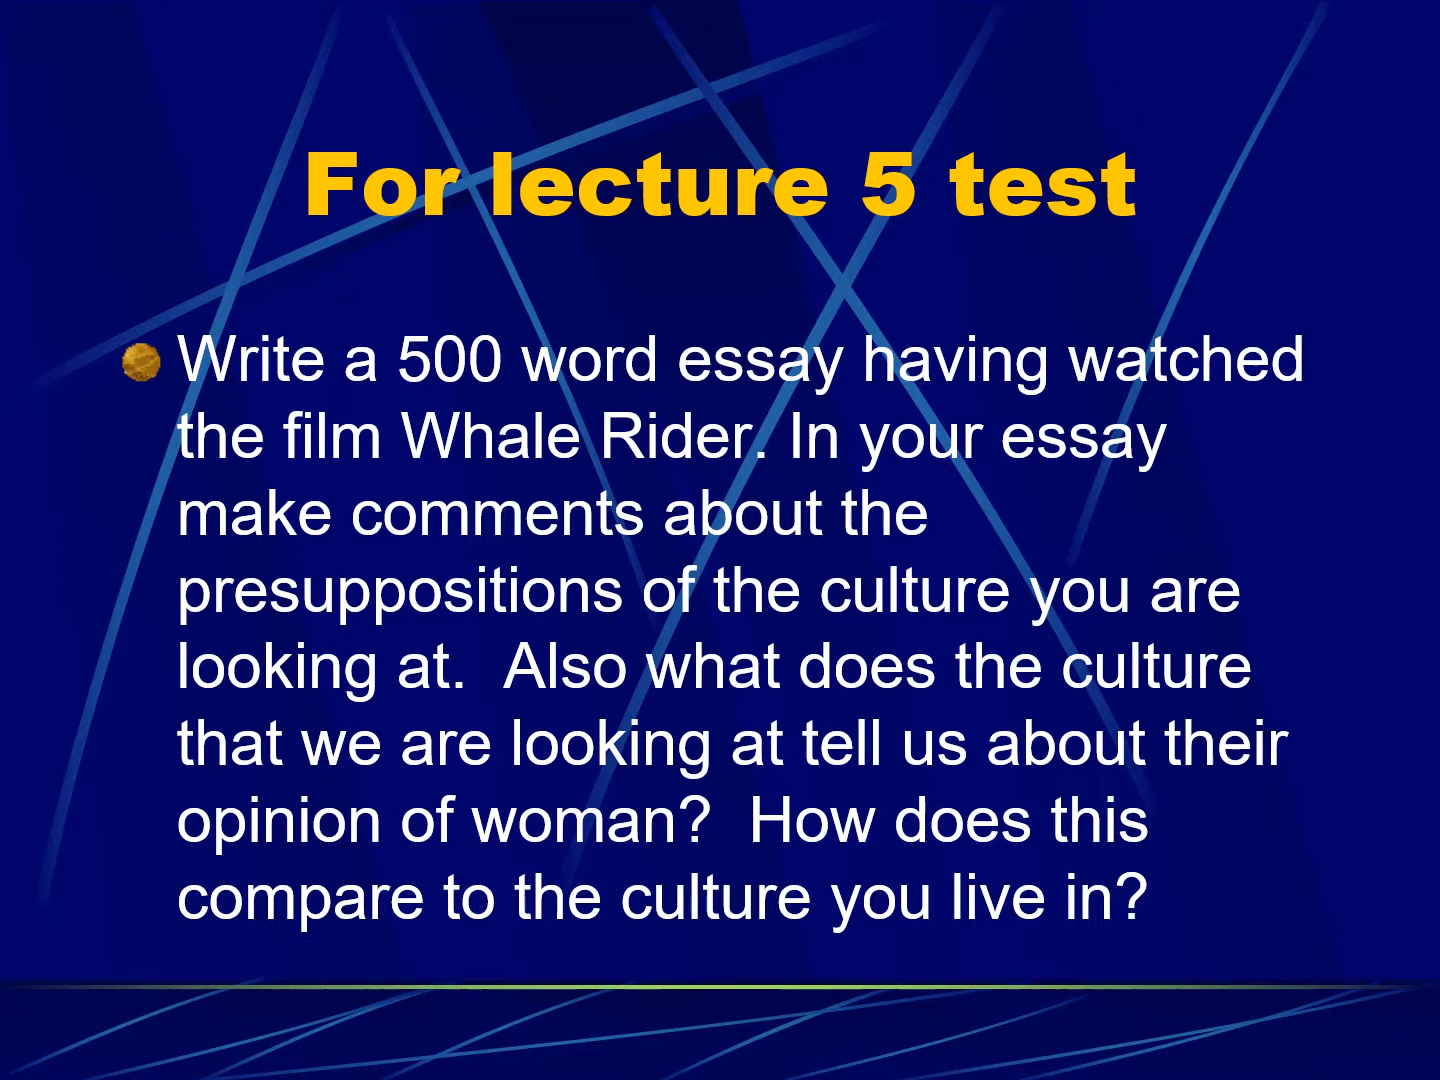 For lecture 5 test
Write a 500 word essay having watched
the film Whale Rider. In your essay
make comments about the
presuppositions of the culture you are
looking at.  Also what does the culture
that we are looking at tell us about their
opinion of woman?  How does this
compare to the culture you live in?